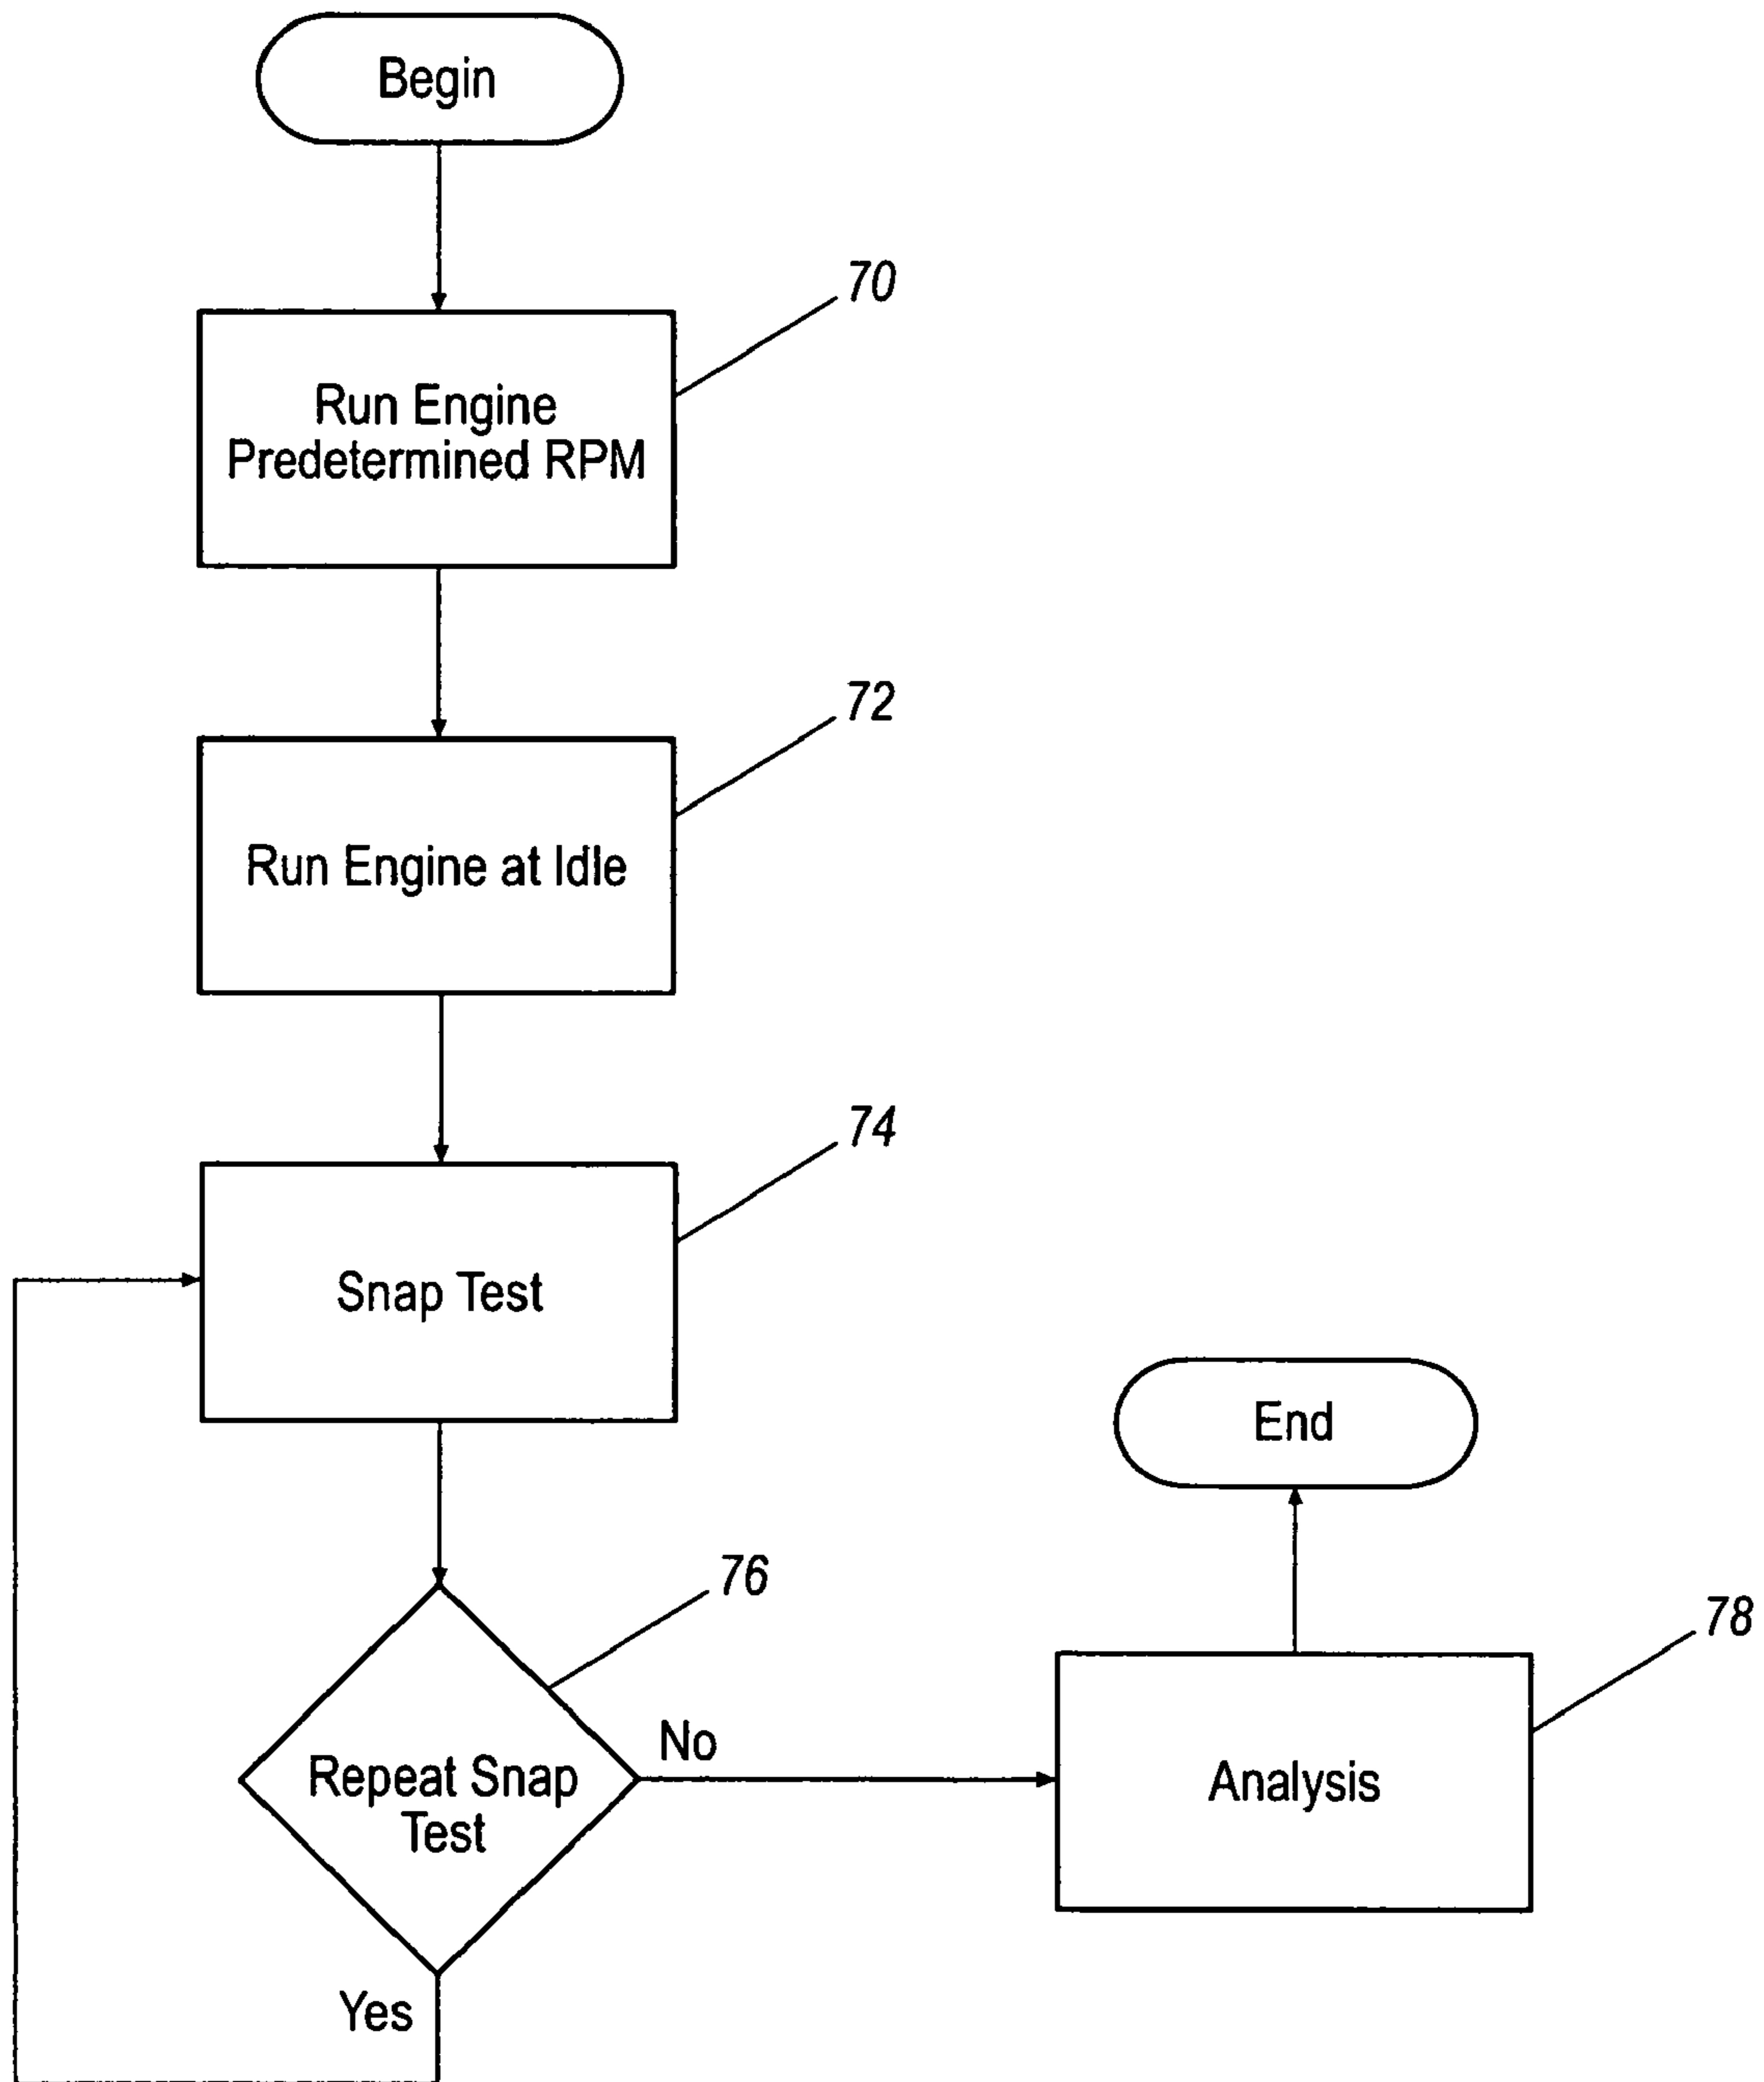 Begin
70
Run Engine
Predetermined RPM
72
Run Engine at Idle
74
Snap Test
End
76
78
No
Repeat Snap
Test
Analysis
Yes